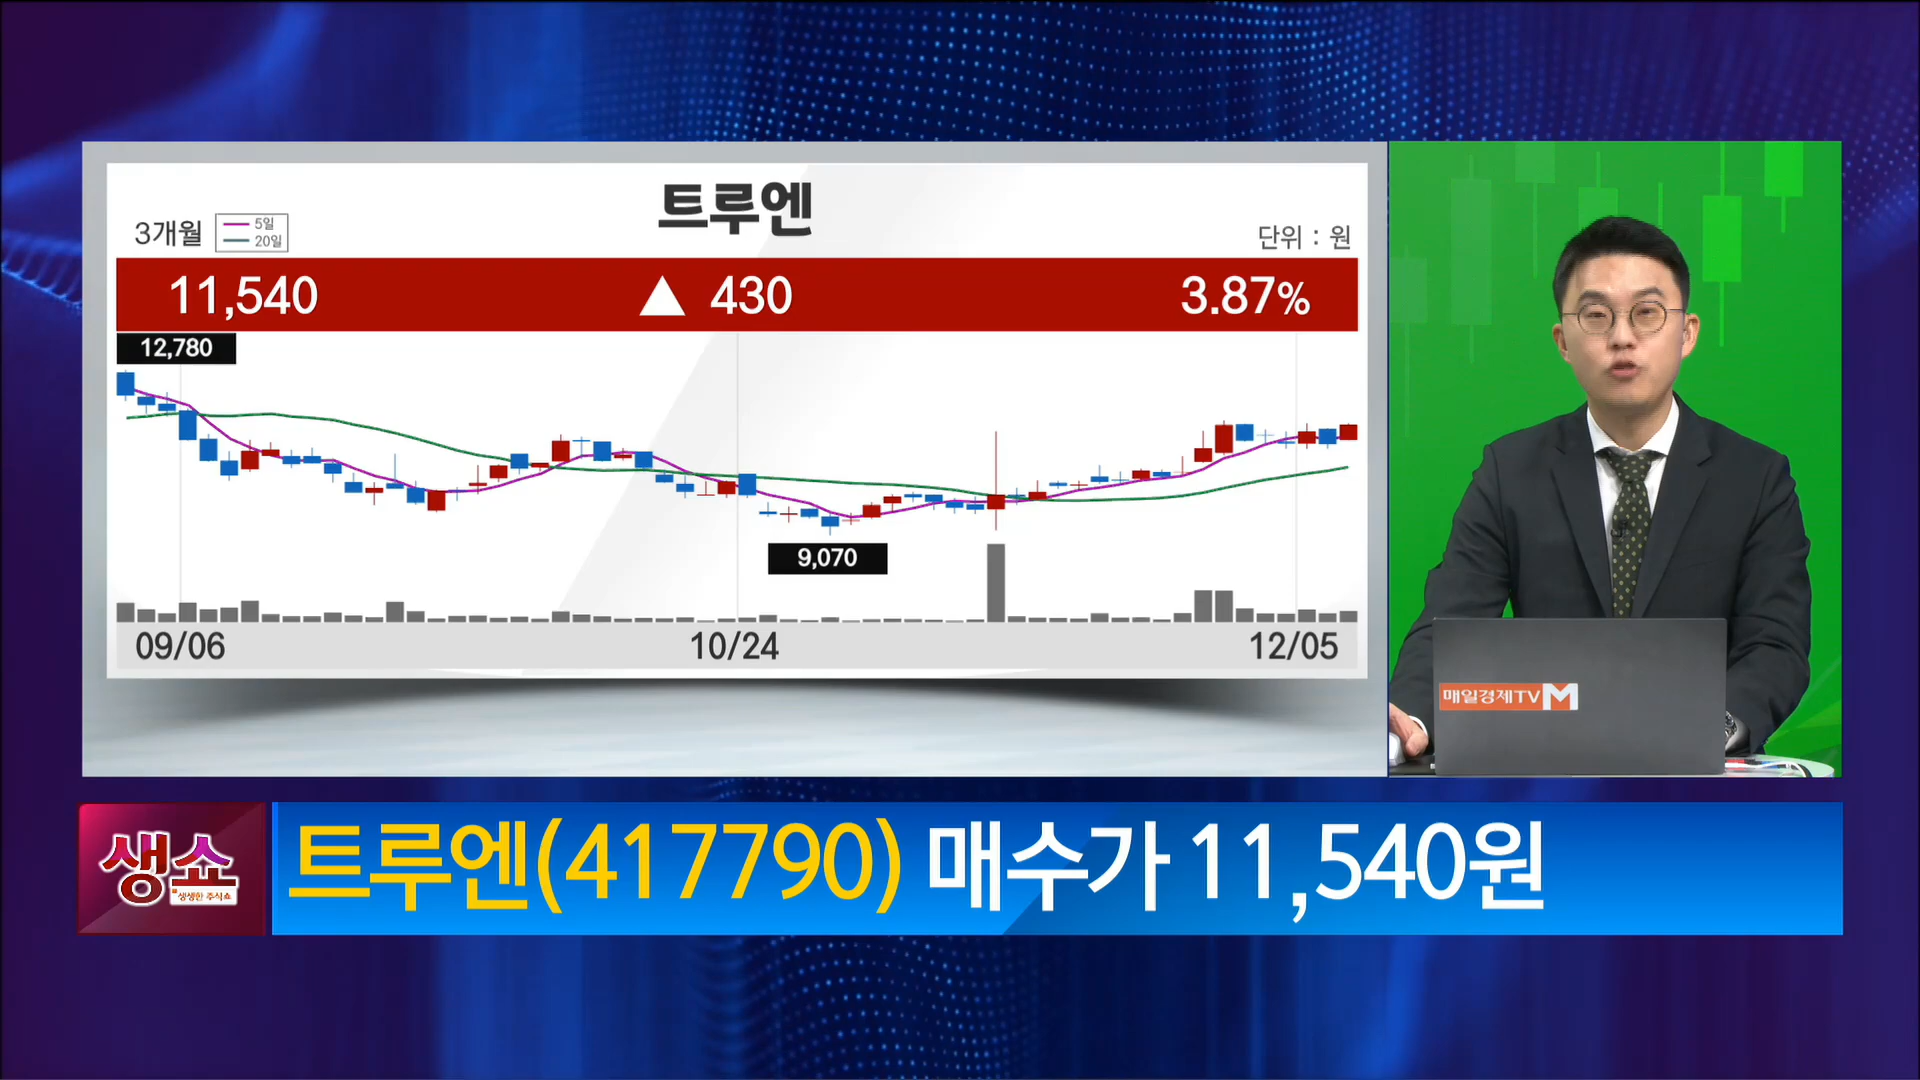 트루엔
3개월
5일
20일
단위 : 원
11,540 ▲ 430 3.87%
12,780
9,070
09/06 10/24 12/05
매일경제TV M
생쇼
생생한 주식쇼
트루엔(417790) 매수가 11,540원